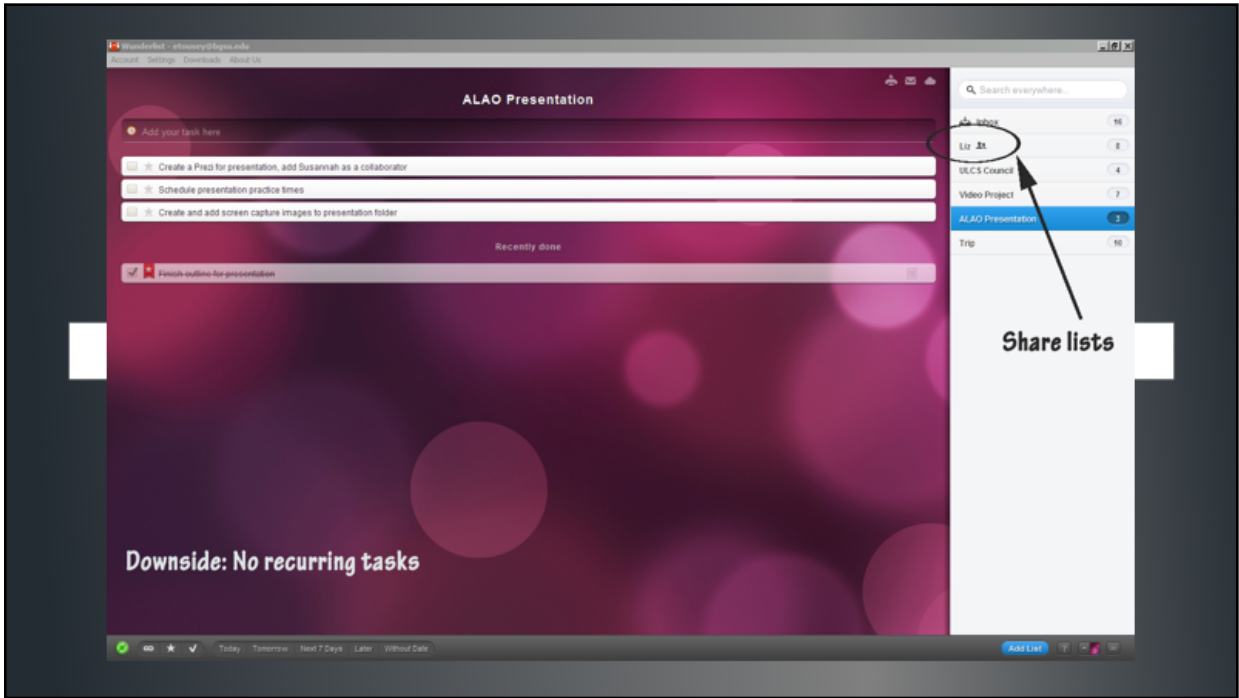 Wunderlist - etousey@bgsu.edu
Account Settings Downloads About Us
ALAO Presentation
Search everywhere...
Add your task here
Create a Prezi for presentation, add Susannah as a collaborator
Schedule presentation practice times
Create and add screen capture images to presentation folder
Recently done
Finish outline for presentation
Inbox 16
Liz 8
ULCS Council 4
Video Project 7
ALAO Presentation 3
Trip 10
Share lists
Downside: No recurring tasks
Today Tomorrow Next 7 Days Later Without Date
Add List